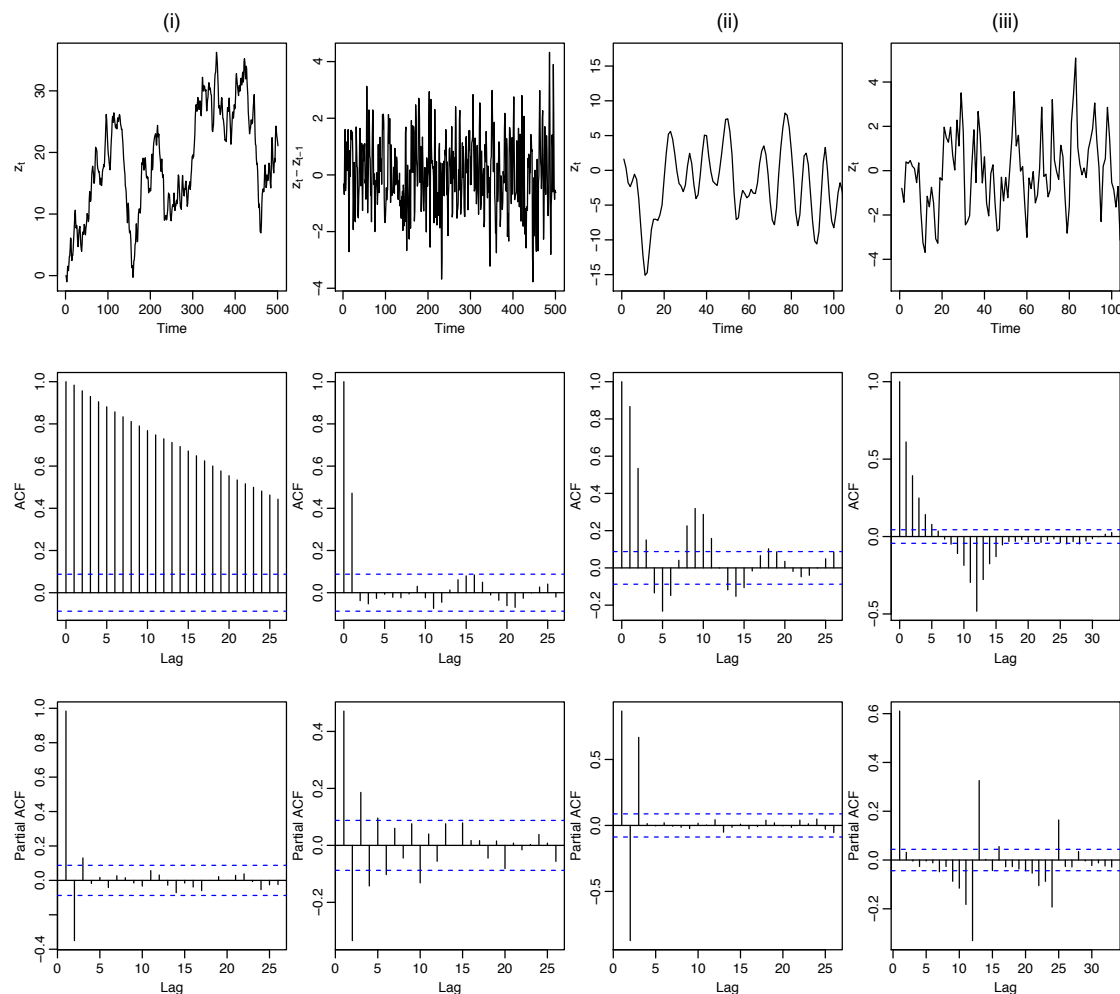 (i)
(ii)
(iii)
z_t
0 10 20 30
0 100 200 300 400 500
Time
z_t − z_{t−1}
−4 −2 0 2 4
0 100 200 300 400 500
Time
z_t
−15 −10 −5 0 5 10 15
0 20 40 60 80 100
Time
z_t
−4 −2 0 2 4
0 20 40 60 80 100
Time
ACF
0.0 0.2 0.4 0.6 0.8 1.0
0 5 10 15 20 25
Lag
ACF
0.0 0.2 0.4 0.6 0.8 1.0
0 5 10 15 20 25
Lag
ACF
−0.2 0.0 0.2 0.4 0.6 0.8 1.0
0 5 10 15 20 25
Lag
ACF
−0.5 0.0 0.5 1.0
0 5 10 15 20 25 30
Lag
Partial ACF
−0.4 0.0 0.2 0.4 0.6 0.8 1.0
0 5 10 15 20 25
Lag
Partial ACF
−0.2 0.0 0.2 0.4
0 5 10 15 20 25
Lag
Partial ACF
−0.5 0.0 0.5
0 5 10 15 20 25
Lag
Partial ACF
−0.2 0.0 0.2 0.4 0.6
0 5 10 15 20 25 30
Lag